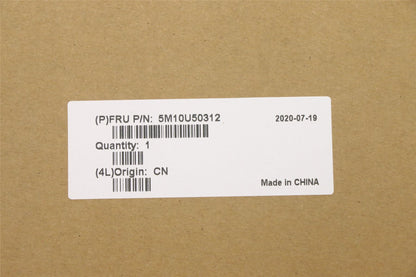 (P)FRU P/N: 5M10U50312 2020-07-19
Quantity: 1
(4L)Origin: CN
Made in CHINA